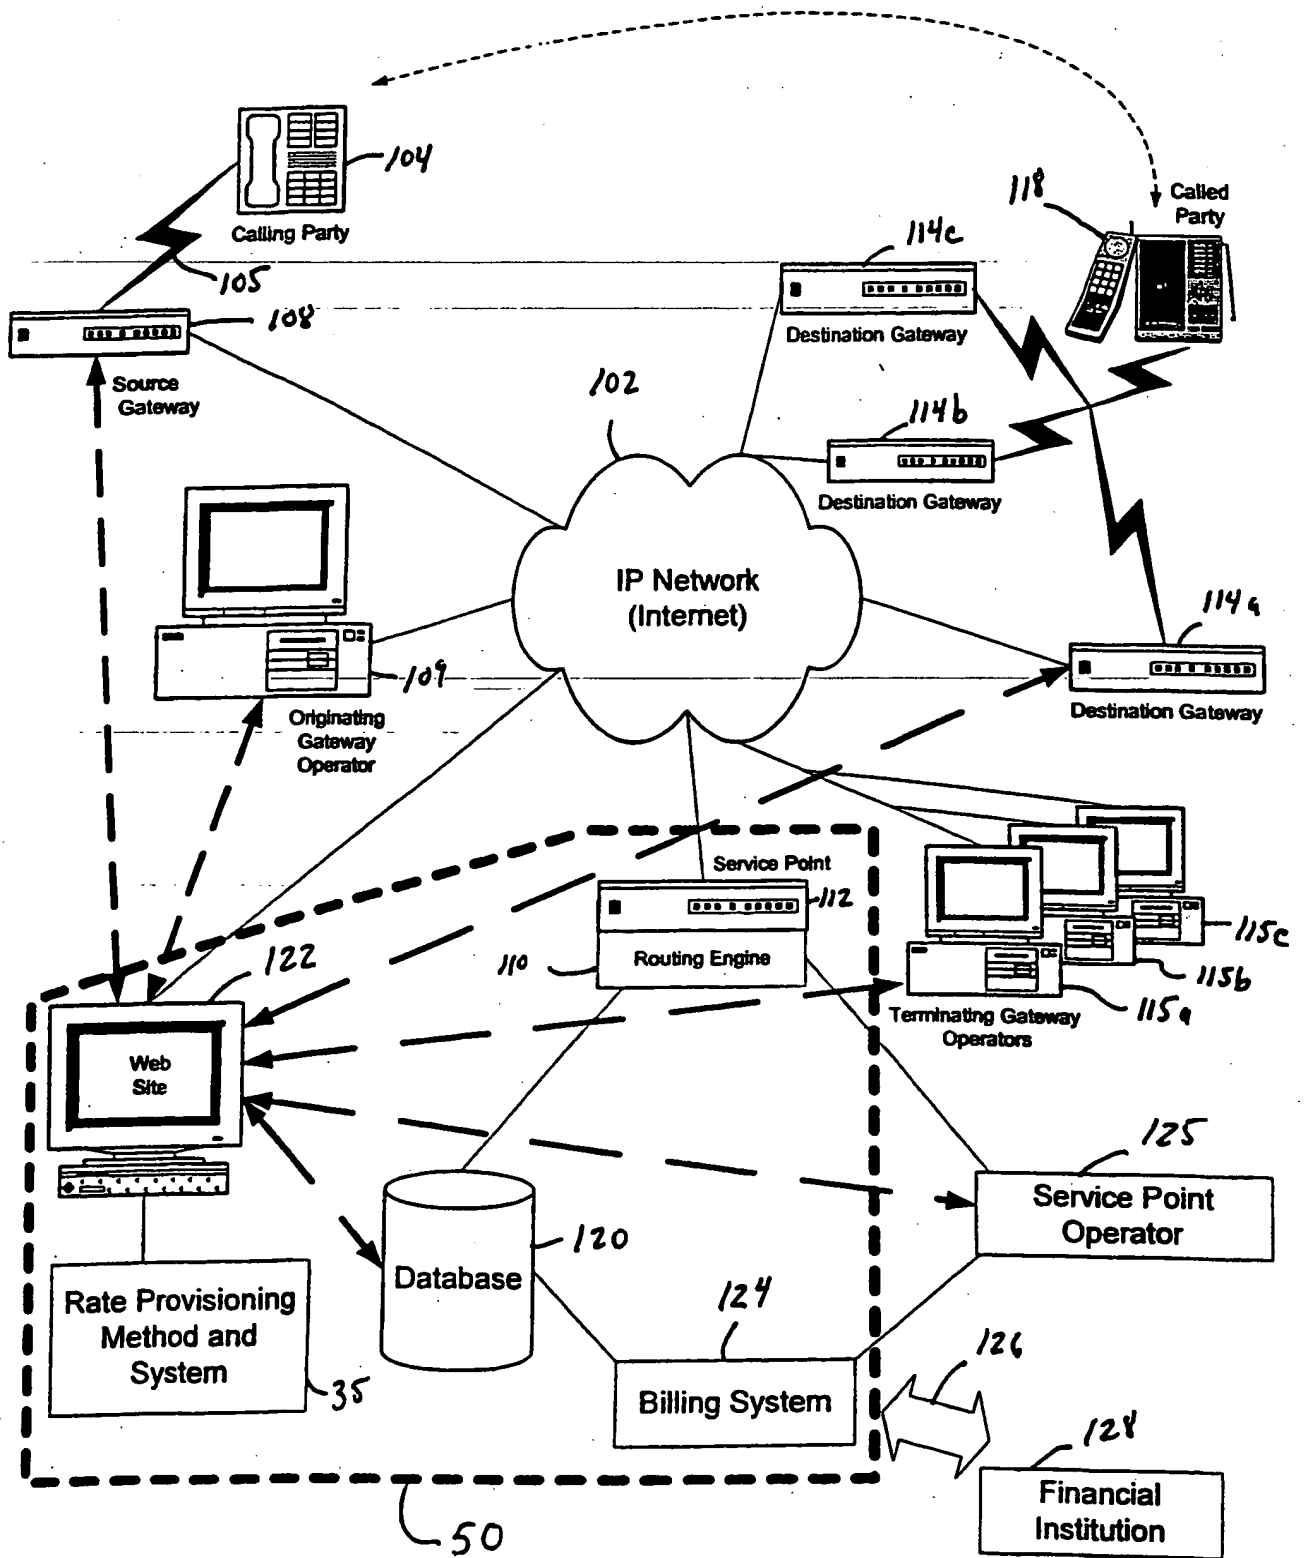 104
Calling Party
118
Called
Party
114c
105
108
Destination Gateway
Source
Gateway
102
114b
Destination Gateway
IP Network
(Internet)
114a
109
Destination Gateway
Originating
Gateway
Operator
Service Point
112
110
Routing Engine
115c
122
115b
115a
Terminating Gateway
Operators
Web
Site
125
Service Point
Operator
120
Database
Rate Provisioning
Method and
System
124
35
Billing System
126
128
Financial
Institution
50